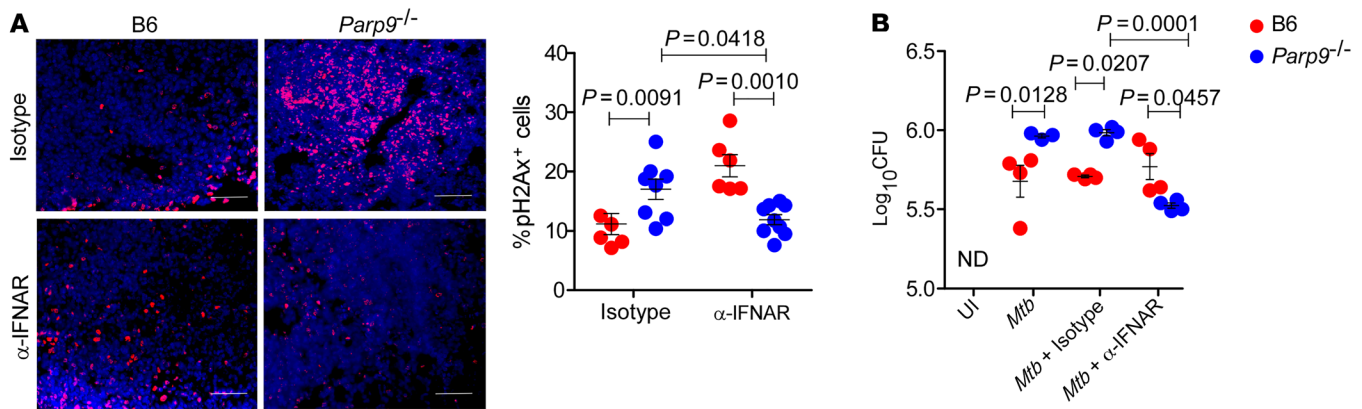 A
B6
Parp9-/-
Isotype
α-IFNAR
%pH2Ax+ cells
40
30
20
10
0
P = 0.0418
P = 0.0091
P = 0.0010
Isotype
α-IFNAR
B
B6
Parp9-/-
Log10CFU
6.5
6.0
5.5
5.0
P = 0.0001
P = 0.0207
P = 0.0128
P = 0.0457
ND
UI
Mtb
Mtb + Isotype
Mtb + α-IFNAR